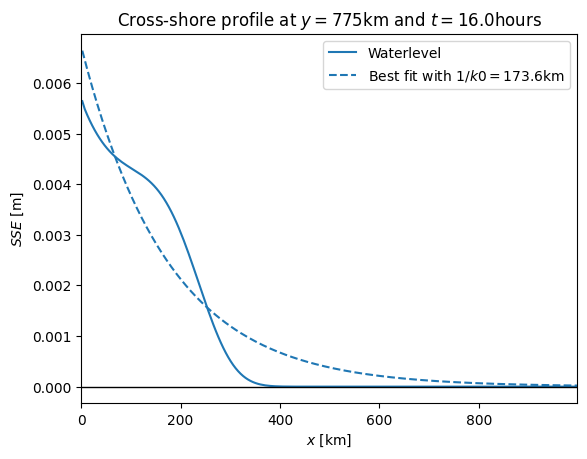 Cross-shore profile at y = 775km and t = 16.0hours
Waterlevel
Best fit with 1/k0 = 173.6km
0.006
0.005
0.004
0.003
0.002
0.001
0.000
SSE [m]
0 200 400 600 800
x [km]